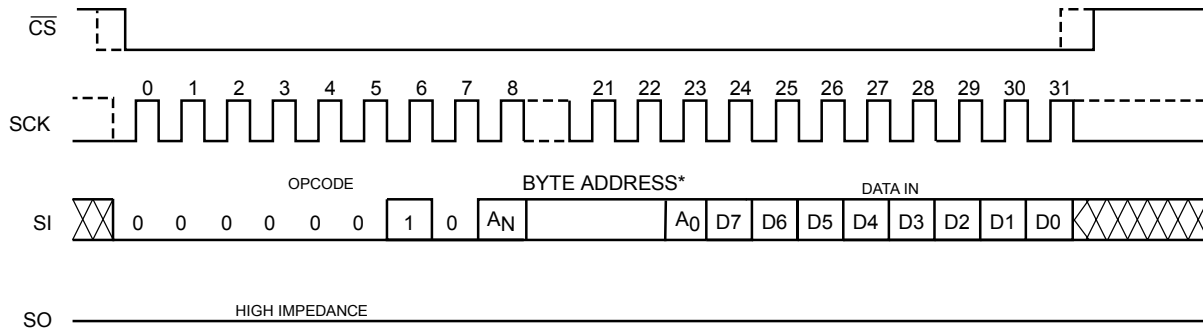 CS
0 1 2 3 4 5 6 7 8 21 22 23 24 25 26 27 28 29 30 31
SCK
OPCODE BYTE ADDRESS* DATA IN
SI 0 0 0 0 0 0 1 0 AN A0 D7 D6 D5 D4 D3 D2 D1 D0
HIGH IMPEDANCE
SO